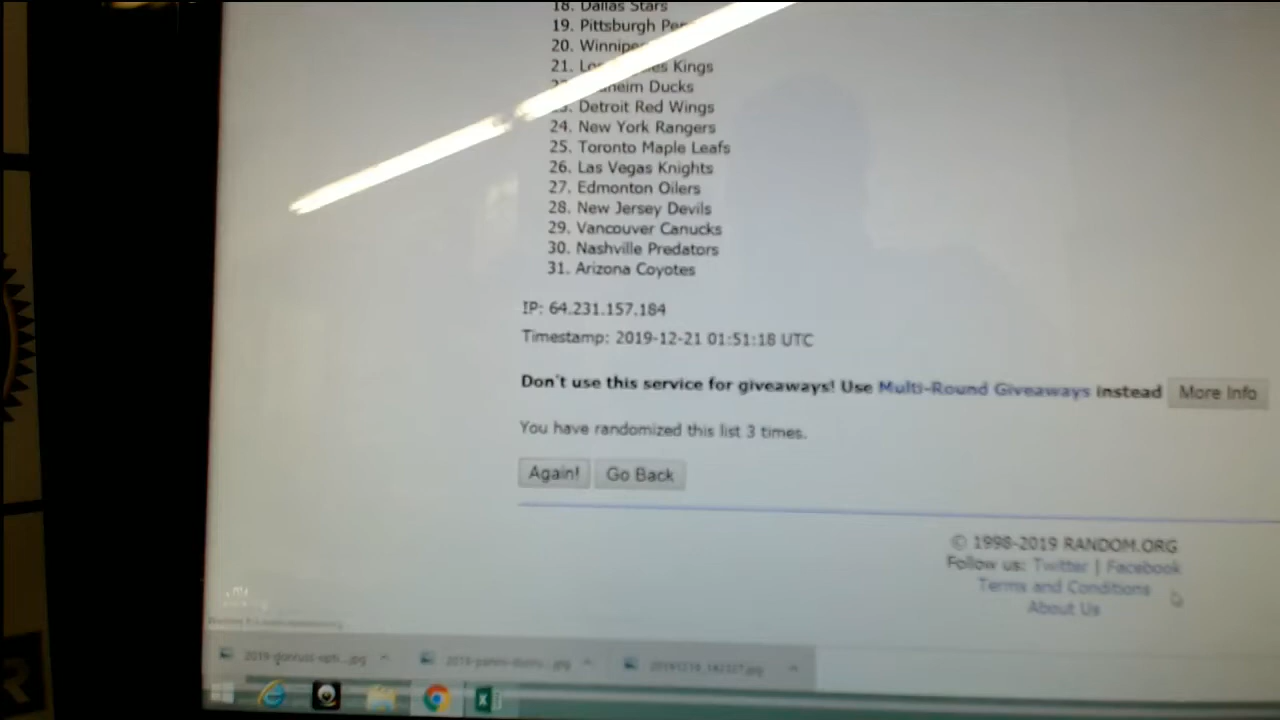 18. Dallas Stars
19. Pittsburgh
20.
21. Kings
Ducks
Detroit Red Wings
24. New York Rangers
25. Toronto Maple Leafs
26. Las Vegas Knights
27. Edmonton Oilers
28. New Jersey Devils
29. Vancouver Canucks
30. Nashville Predators
31. Arizona Coyotes
IP: 64.231.157.184
Timestamp: 2019-12-21 01:51:18 UTC
Don't use this service for giveaways! Use Multi-Round Giveaways instead More Info
You have randomized this list 3 times.
Again! Go Back
© 1998-2019 RANDOM.ORG
Follow us: Twitter | Facebook
Terms and Conditions
About Us